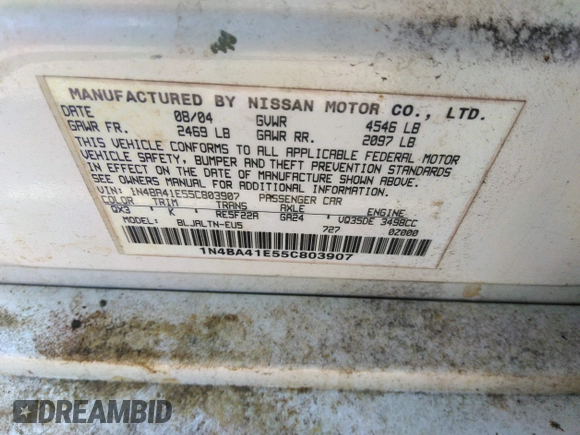 MANUFACTURED BY NISSAN MOTOR CO., LTD.
DATE 08/04 GVWR 4546 LB
GAWR FR. 2469 LB GAWR RR. 2097 LB
THIS VEHICLE CONFORMS TO ALL APPLICABLE FEDERAL MOTOR
VEHICLE SAFETY, BUMPER AND THEFT PREVENTION STANDARDS
IN EFFECT ON THE DATE OF MANUFACTURE SHOWN ABOVE.
SEE OWNERS MANUAL FOR ADDITIONAL INFORMATION.
VIN: 1N4BA41E55C803907 PASSENGER CAR
COLOR TRIM TRANS AXLE ENGINE
QX3 K RE5F22A GA24 VQ35DE 3498CC
MODEL: BLJALTN-EU5 727 0Z000
1N4BA41E55C803907
DREAMBID